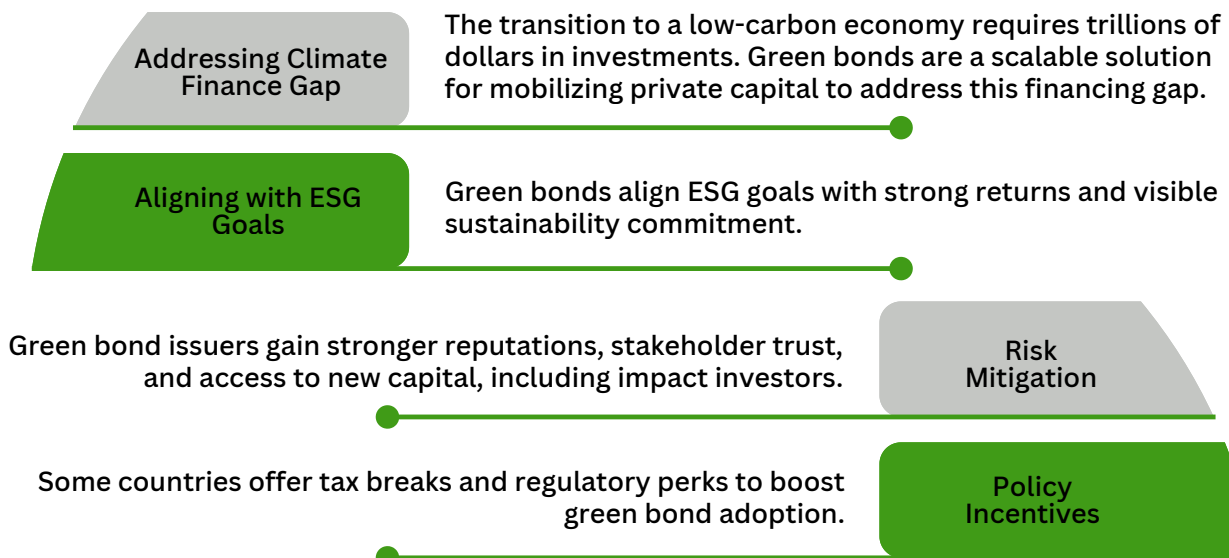 Addressing Climate
Finance Gap
The transition to a low-carbon economy requires trillions of
dollars in investments. Green bonds are a scalable solution
for mobilizing private capital to address this financing gap.
Aligning with ESG
Goals
Green bonds align ESG goals with strong returns and visible
sustainability commitment.
Green bond issuers gain stronger reputations, stakeholder trust,
and access to new capital, including impact investors.
Risk
Mitigation
Some countries offer tax breaks and regulatory perks to boost
green bond adoption.
Policy
Incentives